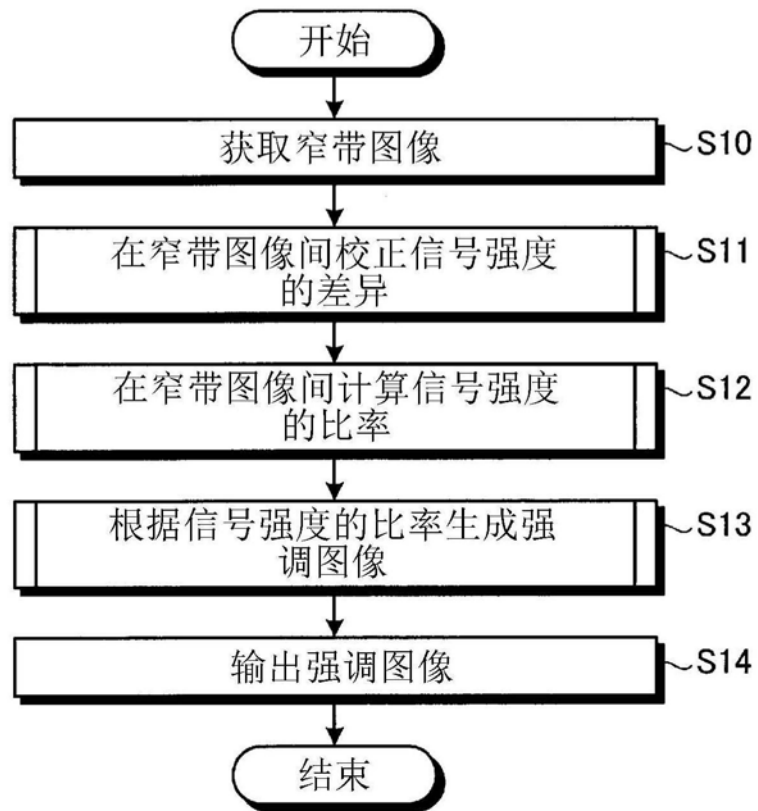 开始
获取窄带图像
S10
在窄带图像间校正信号强度
的差异
S11
在窄带图像间计算信号强度
的比率
S12
根据信号强度的比率生成强
调图像
S13
输出强调图像
S14
结束